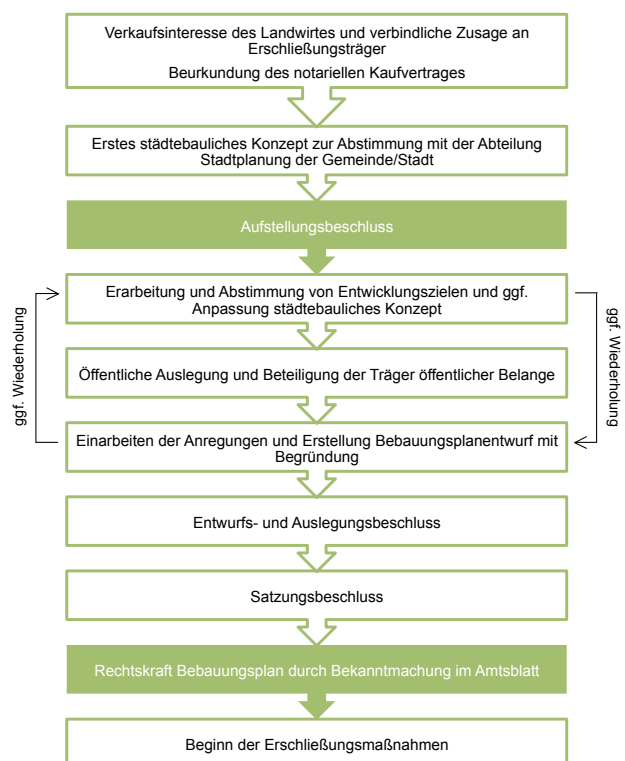 Verkaufsinteresse des Landwirtes und verbindliche Zusage an
Erschließungsträger
Beurkundung des notariellen Kaufvertrages
Erstes städtebauliches Konzept zur Abstimmung mit der Abteilung
Stadtplanung der Gemeinde/Stadt
Aufstellungsbeschluss
Erarbeitung und Abstimmung von Entwicklungszielen und ggf.
Anpassung städtebauliches Konzept
ggf. Wiederholung
ggf. Wiederholung
Öffentliche Auslegung und Beteiligung der Träger öffentlicher Belange
Einarbeiten der Anregungen und Erstellung Bebauungsplanentwurf mit
Begründung
Entwurfs- und Auslegungsbeschluss
Satzungsbeschluss
Rechtskraft Bebauungsplan durch Bekanntmachung im Amtsblatt
Beginn der Erschließungsmaßnahmen